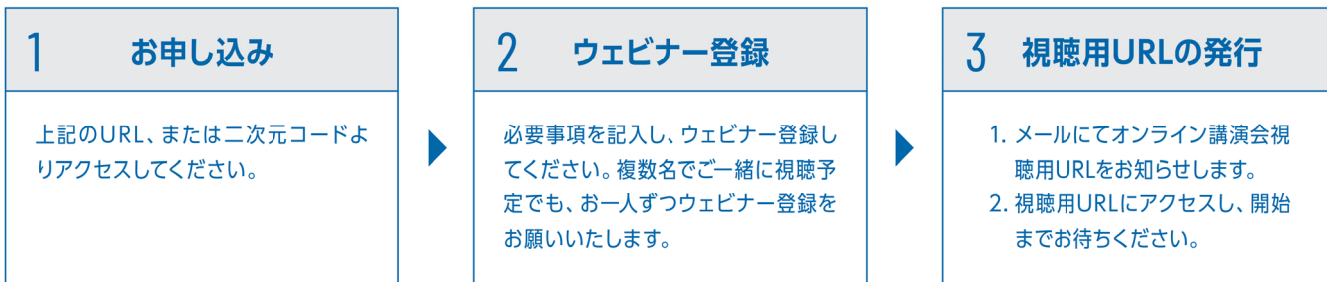 1 お申し込み
上記のURL、または二次元コードよ
りアクセスしてください。
2 ウェビナー登録
必要事項を記入し、ウェビナー登録し
てください。複数名でご一緒に視聴予
定でも、お一人ずつウェビナー登録を
お願いいたします。
3 視聴用URLの発行
1. メールにてオンライン講演会視
聴用URLをお知らせします。
2. 視聴用URLにアクセスし、開始
までお待ちください。